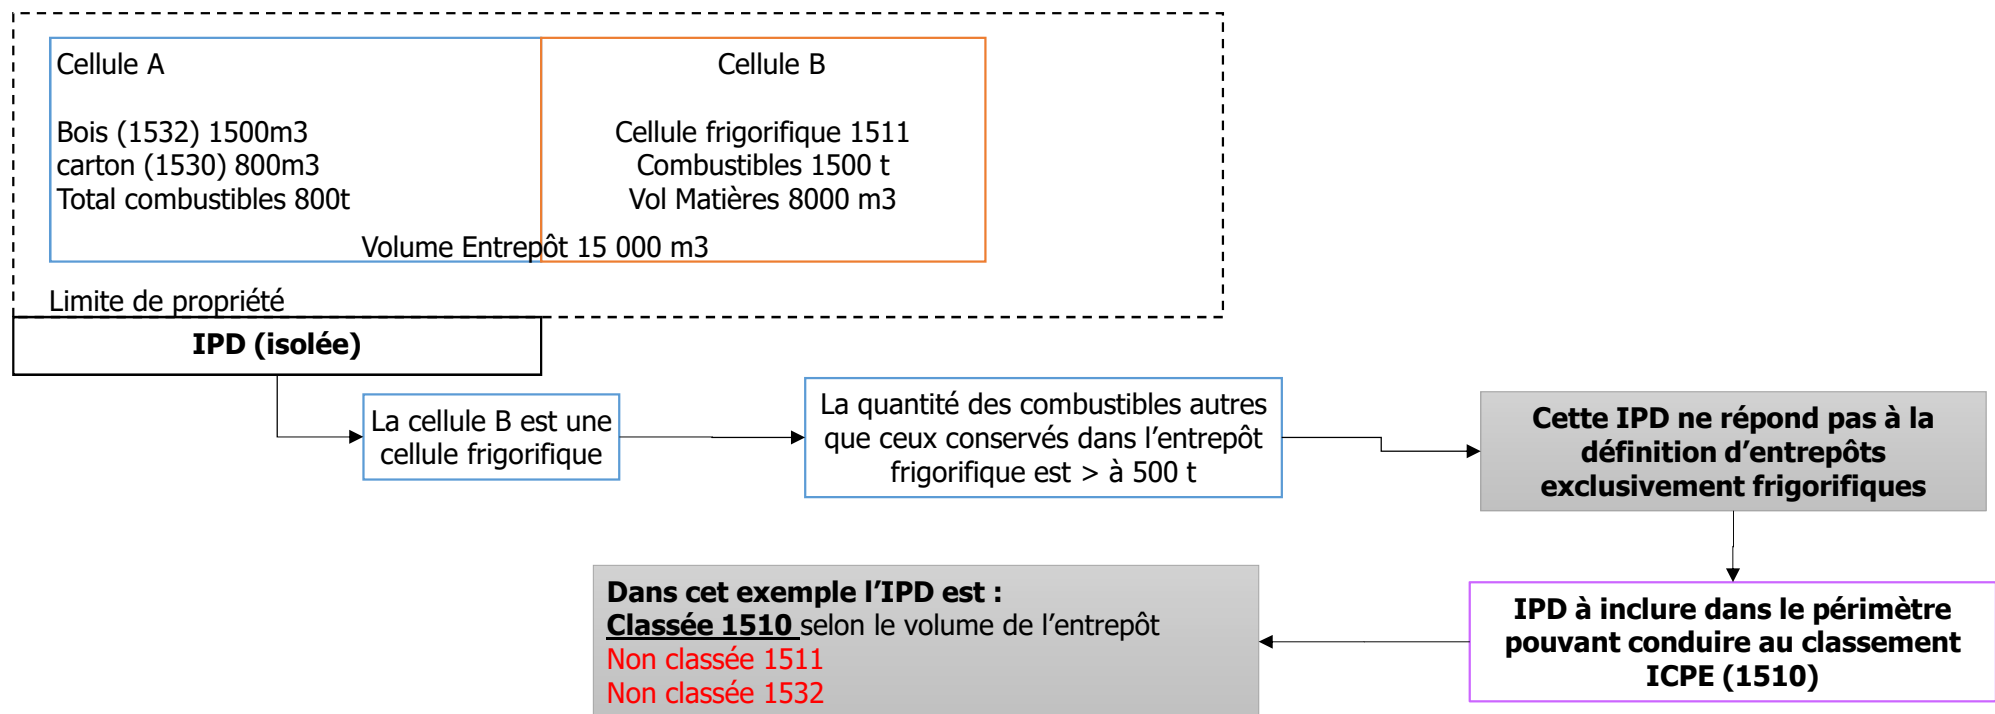 Cellule A
Bois (1532) 1500m3
carton (1530) 800m3
Total combustibles 800t
Cellule B
Cellule frigorifique 1511
Combustibles 1500 t
Vol Matières 8000 m3
Volume Entrepôt 15 000 m3
Limite de propriété
IPD (isolée)
La cellule B est une
cellule frigorifique
La quantité des combustibles autres
que ceux conservés dans l’entrepôt
frigorifique est > à 500 t
Cette IPD ne répond pas à la
définition d’entrepôts
exclusivement frigorifiques
IPD à inclure dans le périmètre
pouvant conduire au classement
ICPE (1510)
Dans cet exemple l’IPD est :
Classée 1510 selon le volume de l’entrepôt
Non classée 1511
Non classée 1532